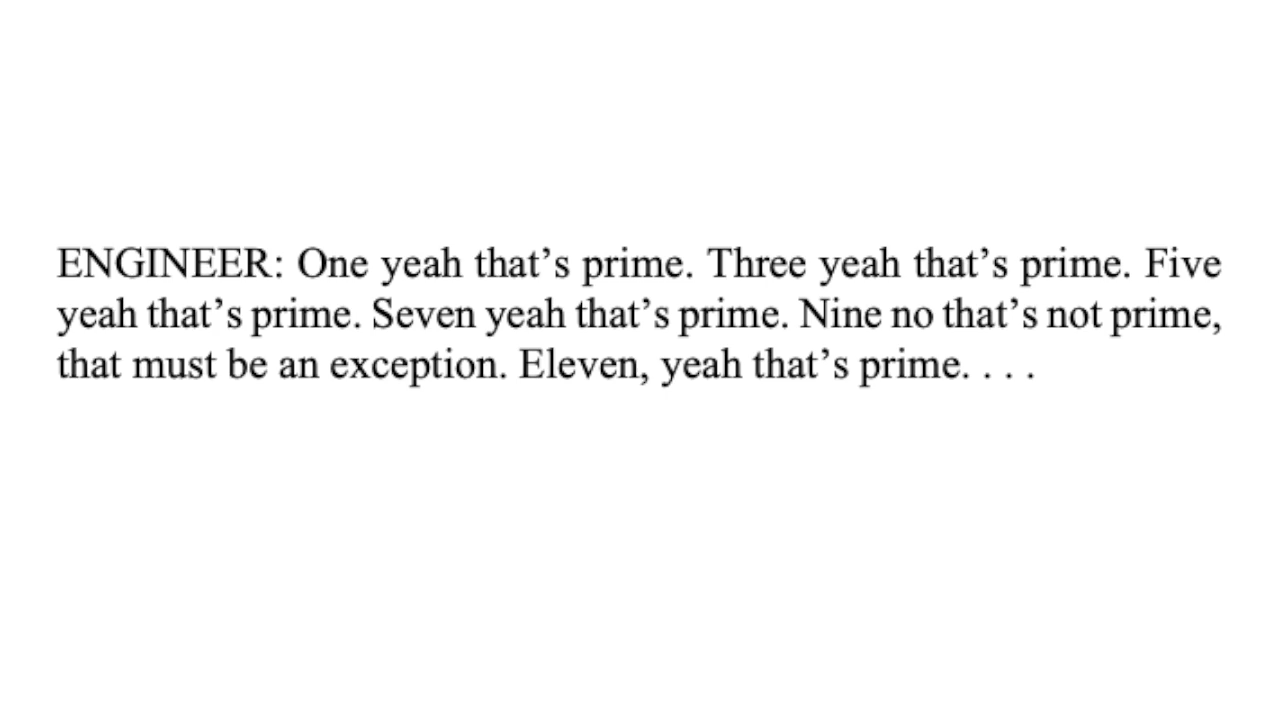 ENGINEER: One yeah that’s prime. Three yeah that’s prime. Five
yeah that’s prime. Seven yeah that’s prime. Nine no that’s not prime,
that must be an exception. Eleven, yeah that’s prime. . . .